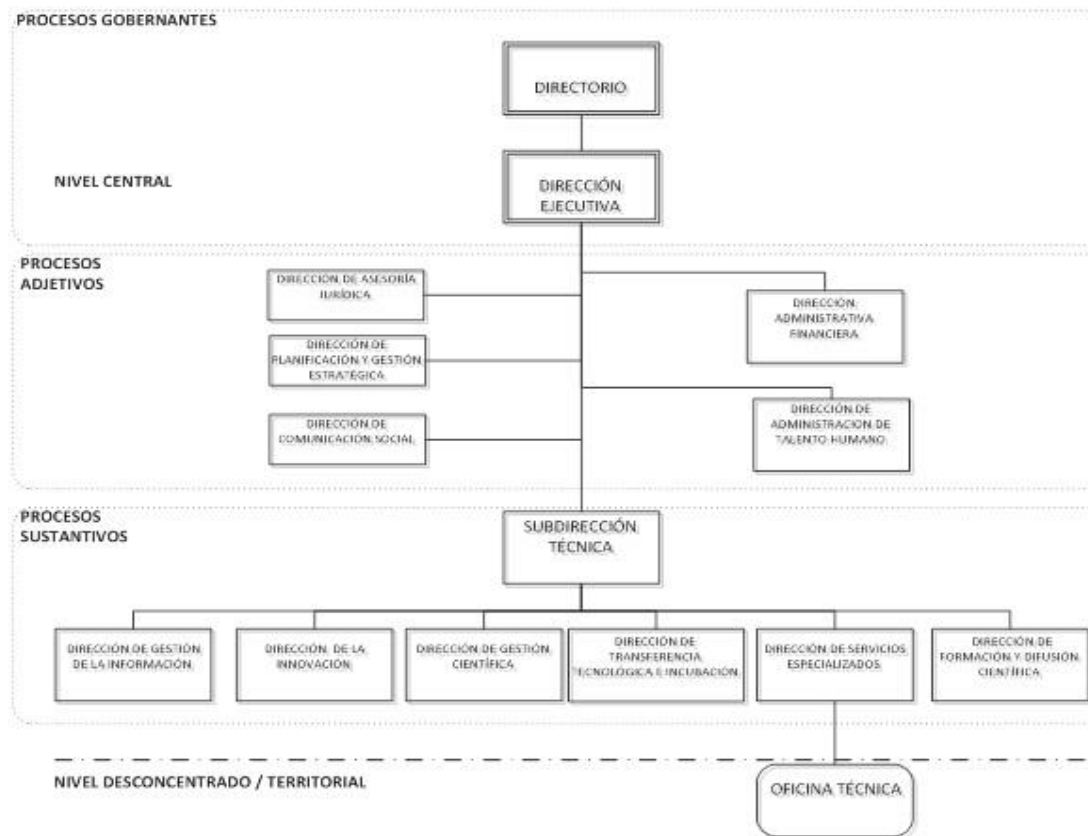 PROCESOS GOBERNANTES
DIRECTORIO
NIVEL CENTRAL
DIRECCIÓN
EJECUTIVA
PROCESOS
ADJETIVOS
DIRECCIÓN DE ASESORÍA
JURÍDICA
DIRECCIÓN
ADMINISTRATIVA
FINANCIERA
DIRECCIÓN DE
PLANIFICACIÓN Y GESTIÓN
ESTRATÉGICA
DIRECCIÓN DE
ADMINISTRACION DE
TALENTO HUMANO
DIRECCIÓN DE
COMUNICACIÓN SOCIAL
PROCESOS
SUSTANTIVOS
SUBDIRECCIÓN
TÉCNICA
DIRECCIÓN DE GESTIÓN
DE LA INFORMACIÓN
DIRECCIÓN DE LA
INNOVACIÓN
DIRECCIÓN DE GESTIÓN
CIENTÍFICA
DIRECCIÓN DE
TRANSFERENCIA
TECNOLÓGICA E INCUBACIÓN
DIRECCIÓN DE SERVICIOS
ESPECIALIZADOS
DIRECCIÓN DE
FORMACIÓN Y DIFUSIÓN
CIENTÍFICA
NIVEL DESCONCENTRADO / TERRITORIAL
OFICINA TÉCNICA